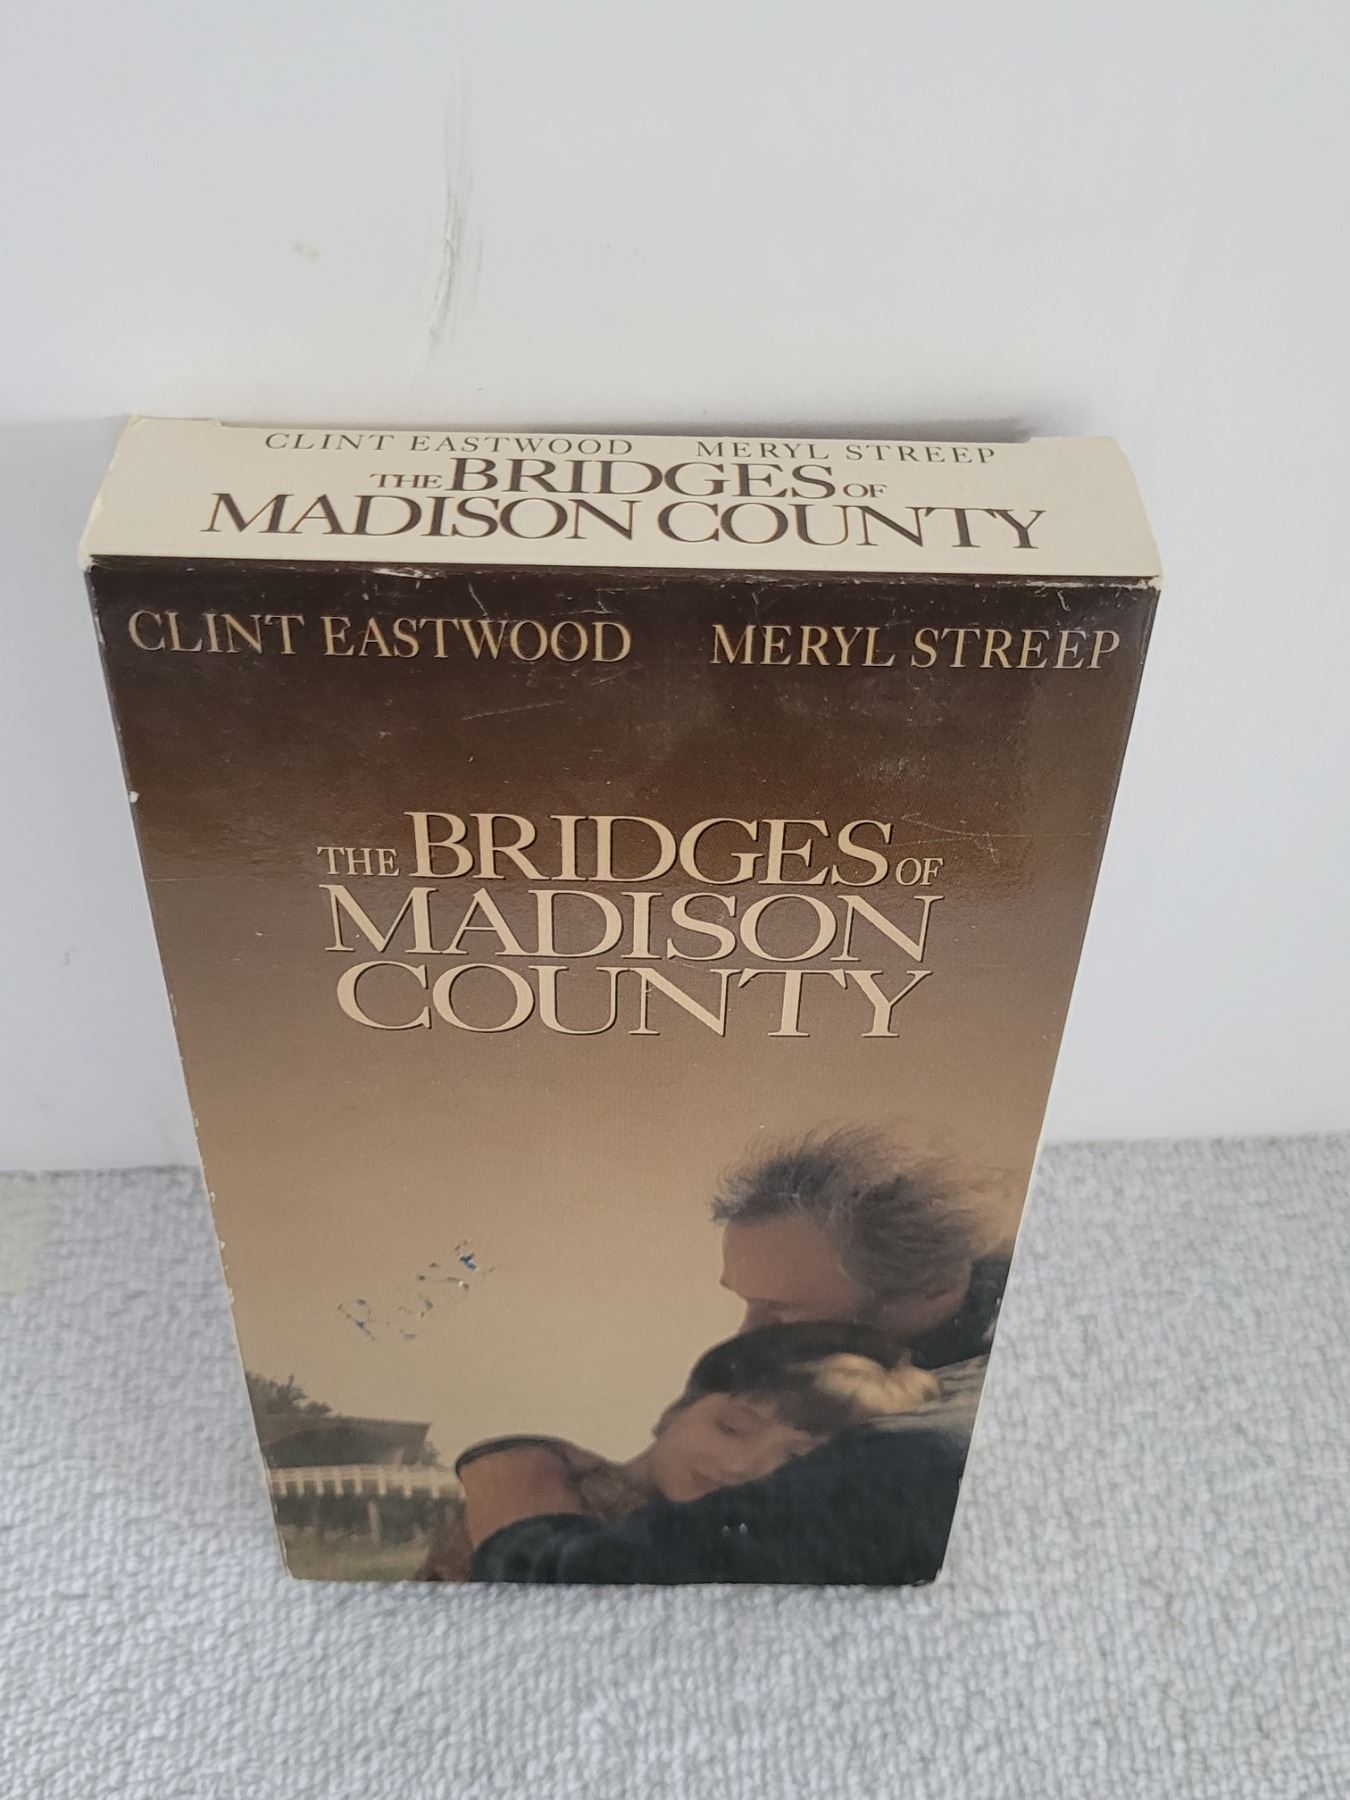 CLINT EASTWOOD MERYL STREEP
THE BRIDGES OF
MADISON COUNTY
CLINT EASTWOOD MERYL STREEP
THE BRIDGES OF
MADISON
COUNTY